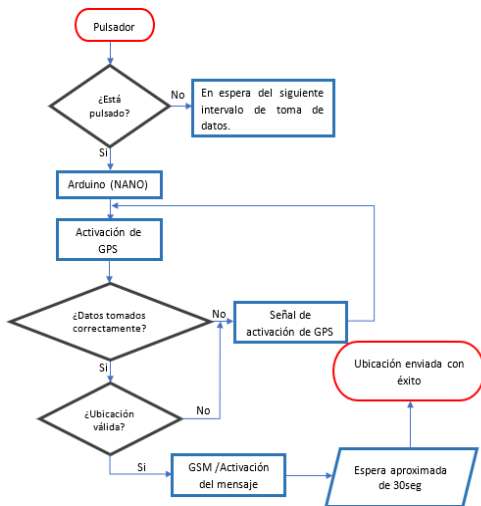 Pulsador
¿Está
pulsado?
No
En espera del siguiente
intervalo de toma de
datos.
Si
Arduino (NANO)
Activación de
GPS
¿Datos tomados
correctamente?
No
Señal de
activación de GPS
Si
Ubicación enviada con
éxito
¿Ubicación
válida?
No
Si
GSM /Activación
del mensaje
Espera aproximada
de 30seg